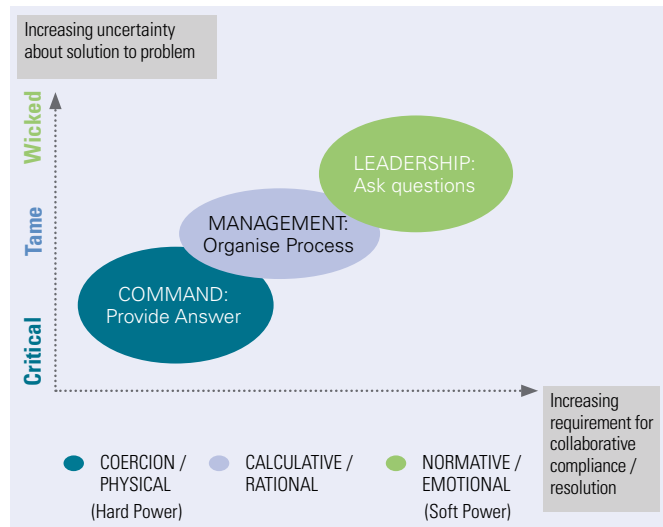 Increasing uncertainty
about solution to problem
Wicked
Tame
Critical
LEADERSHIP:
Ask questions
MANAGEMENT:
Organise Process
COMMAND:
Provide Answer
Increasing
requirement for
collaborative
compliance /
resolution
COERCION /
PHYSICAL
(Hard Power)
CALCULATIVE /
RATIONAL
NORMATIVE /
EMOTIONAL
(Soft Power)